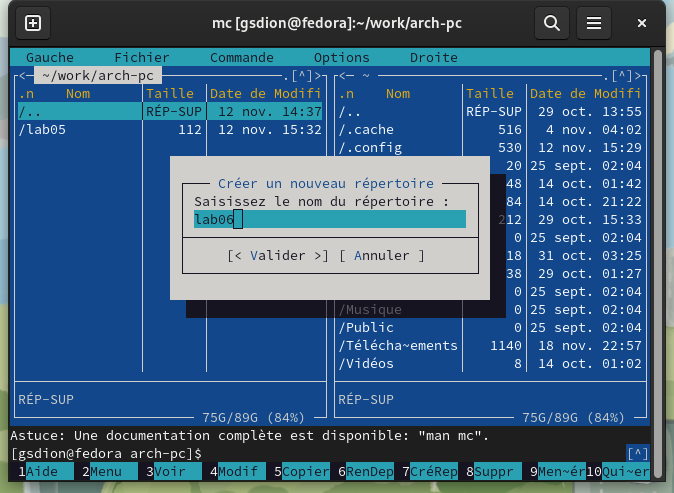 mc [gsdion@fedora]:~/work/arch-pc
Gauche Fichier Commande Options Droite
<─ ~/work/arch-pc .[^]>
.n Nom Taille Date de Modifi
/.. RÉP-SUP 12 nov. 14:37
/lab05 112 12 nov. 15:32
RÉP-SUP
75G/89G (84%)
<─ ~ .[^]>
.n Nom Taille Date de Modifi
/.. RÉP-SUP 29 oct. 13:55
/.cache 516 4 nov. 04:02
/.config 530 12 nov. 15:29
20 25 sept. 02:04
48 14 oct. 01:42
84 14 oct. 21:22
212 29 oct. 15:33
0 25 sept. 02:04
18 31 oct. 03:25
38 29 oct. 01:27
0 25 sept. 02:04
/Musique 0 25 sept. 02:04
/Public 0 25 sept. 02:04
/Télécha~ements 1140 18 nov. 22:57
/Vidéos 8 14 oct. 01:02
RÉP-SUP
75G/89G (84%)
Créer un nouveau répertoire
Saisissez le nom du répertoire :
lab06
[< Valider >] [ Annuler ]
Astuce: Une documentation complète est disponible: "man mc".
[gsdion@fedora arch-pc]$ [^]
1Aide 2Menu 3Voir 4Modif 5Copier 6RenDep 7CréRep 8Suppr 9Men~ér 10Qui~er